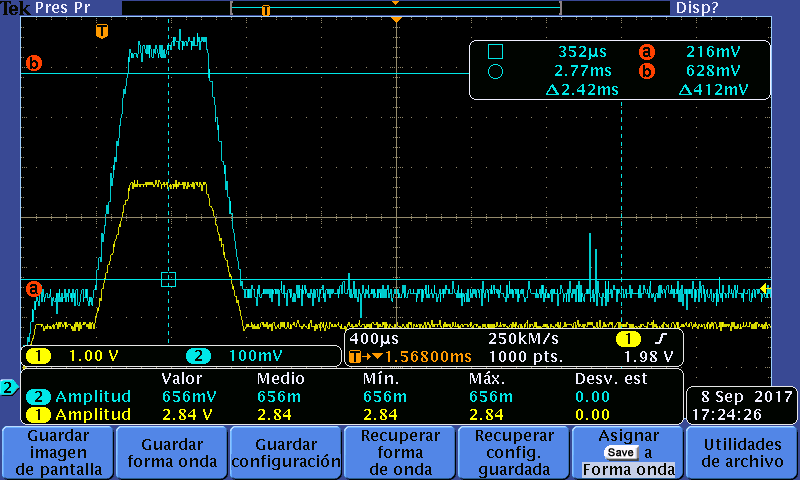 Tek Pres Pr Disp?
T
T
b
352µs a 216mV
2.77ms b 628mV
Δ2.42ms Δ412mV
a
1 1.00 V 2 100mV
400µs 250kM/s 1
T→▼1.56800ms 1000 pts. 1.98 V
2
Valor Medio Mín. Máx. Desv. est
2 Amplitud 656mV 656m 656m 656m 0.00
1 Amplitud 2.84 V 2.84 2.84 2.84 0.00
8 Sep 2017
17:24:26
Guardar
imagen
de pantalla
Guardar
forma onda
Guardar
configuración
Recuperar
forma
de onda
Recuperar
config.
guardada
Asignar
Save a
Forma onda
Utilidades
de archivo